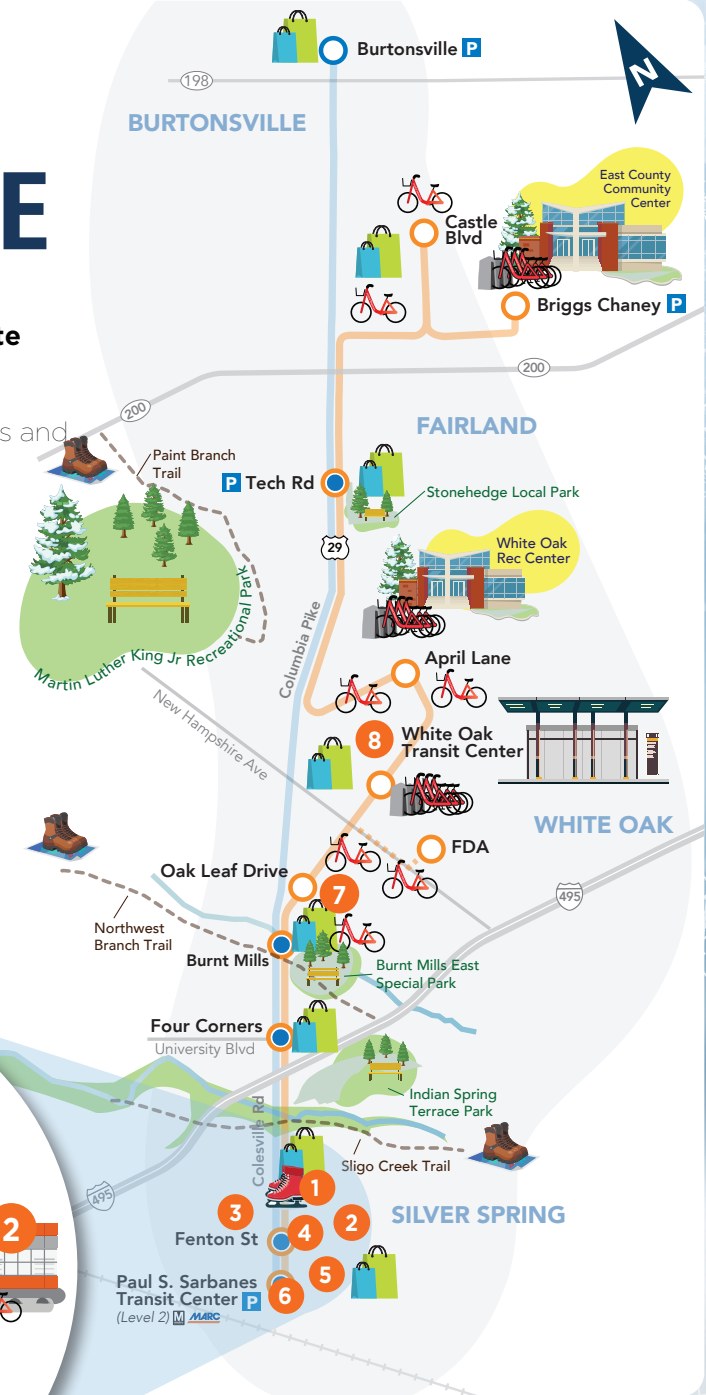 Burtonsville P
N
198
BURTONSVILLE
E
East County
Community
Center
Castle
Blvd
Briggs Chaney P
te
200
200
s and
FAIRLAND
Paint Branch
Trail
P Tech Rd
Stonehedge Local Park
29
White Oak
Rec Center
Martin Luther King Jr Recreational Park
Columbia Pike
April Lane
New Hampshire Ave
8
White Oak
Transit Center
WHITE OAK
FDA
Oak Leaf Drive
7
495
Northwest
Branch Trail
Burnt Mills
Burnt Mills East
Special Park
Four Corners
University Blvd
Indian Spring
Terrace Park
Colesville Rd
Sligo Creek Trail
495
1
3
2
SILVER SPRING
2
Fenton St
4
5
Paul S. Sarbanes
Transit Center P
6
(Level 2) M MARC